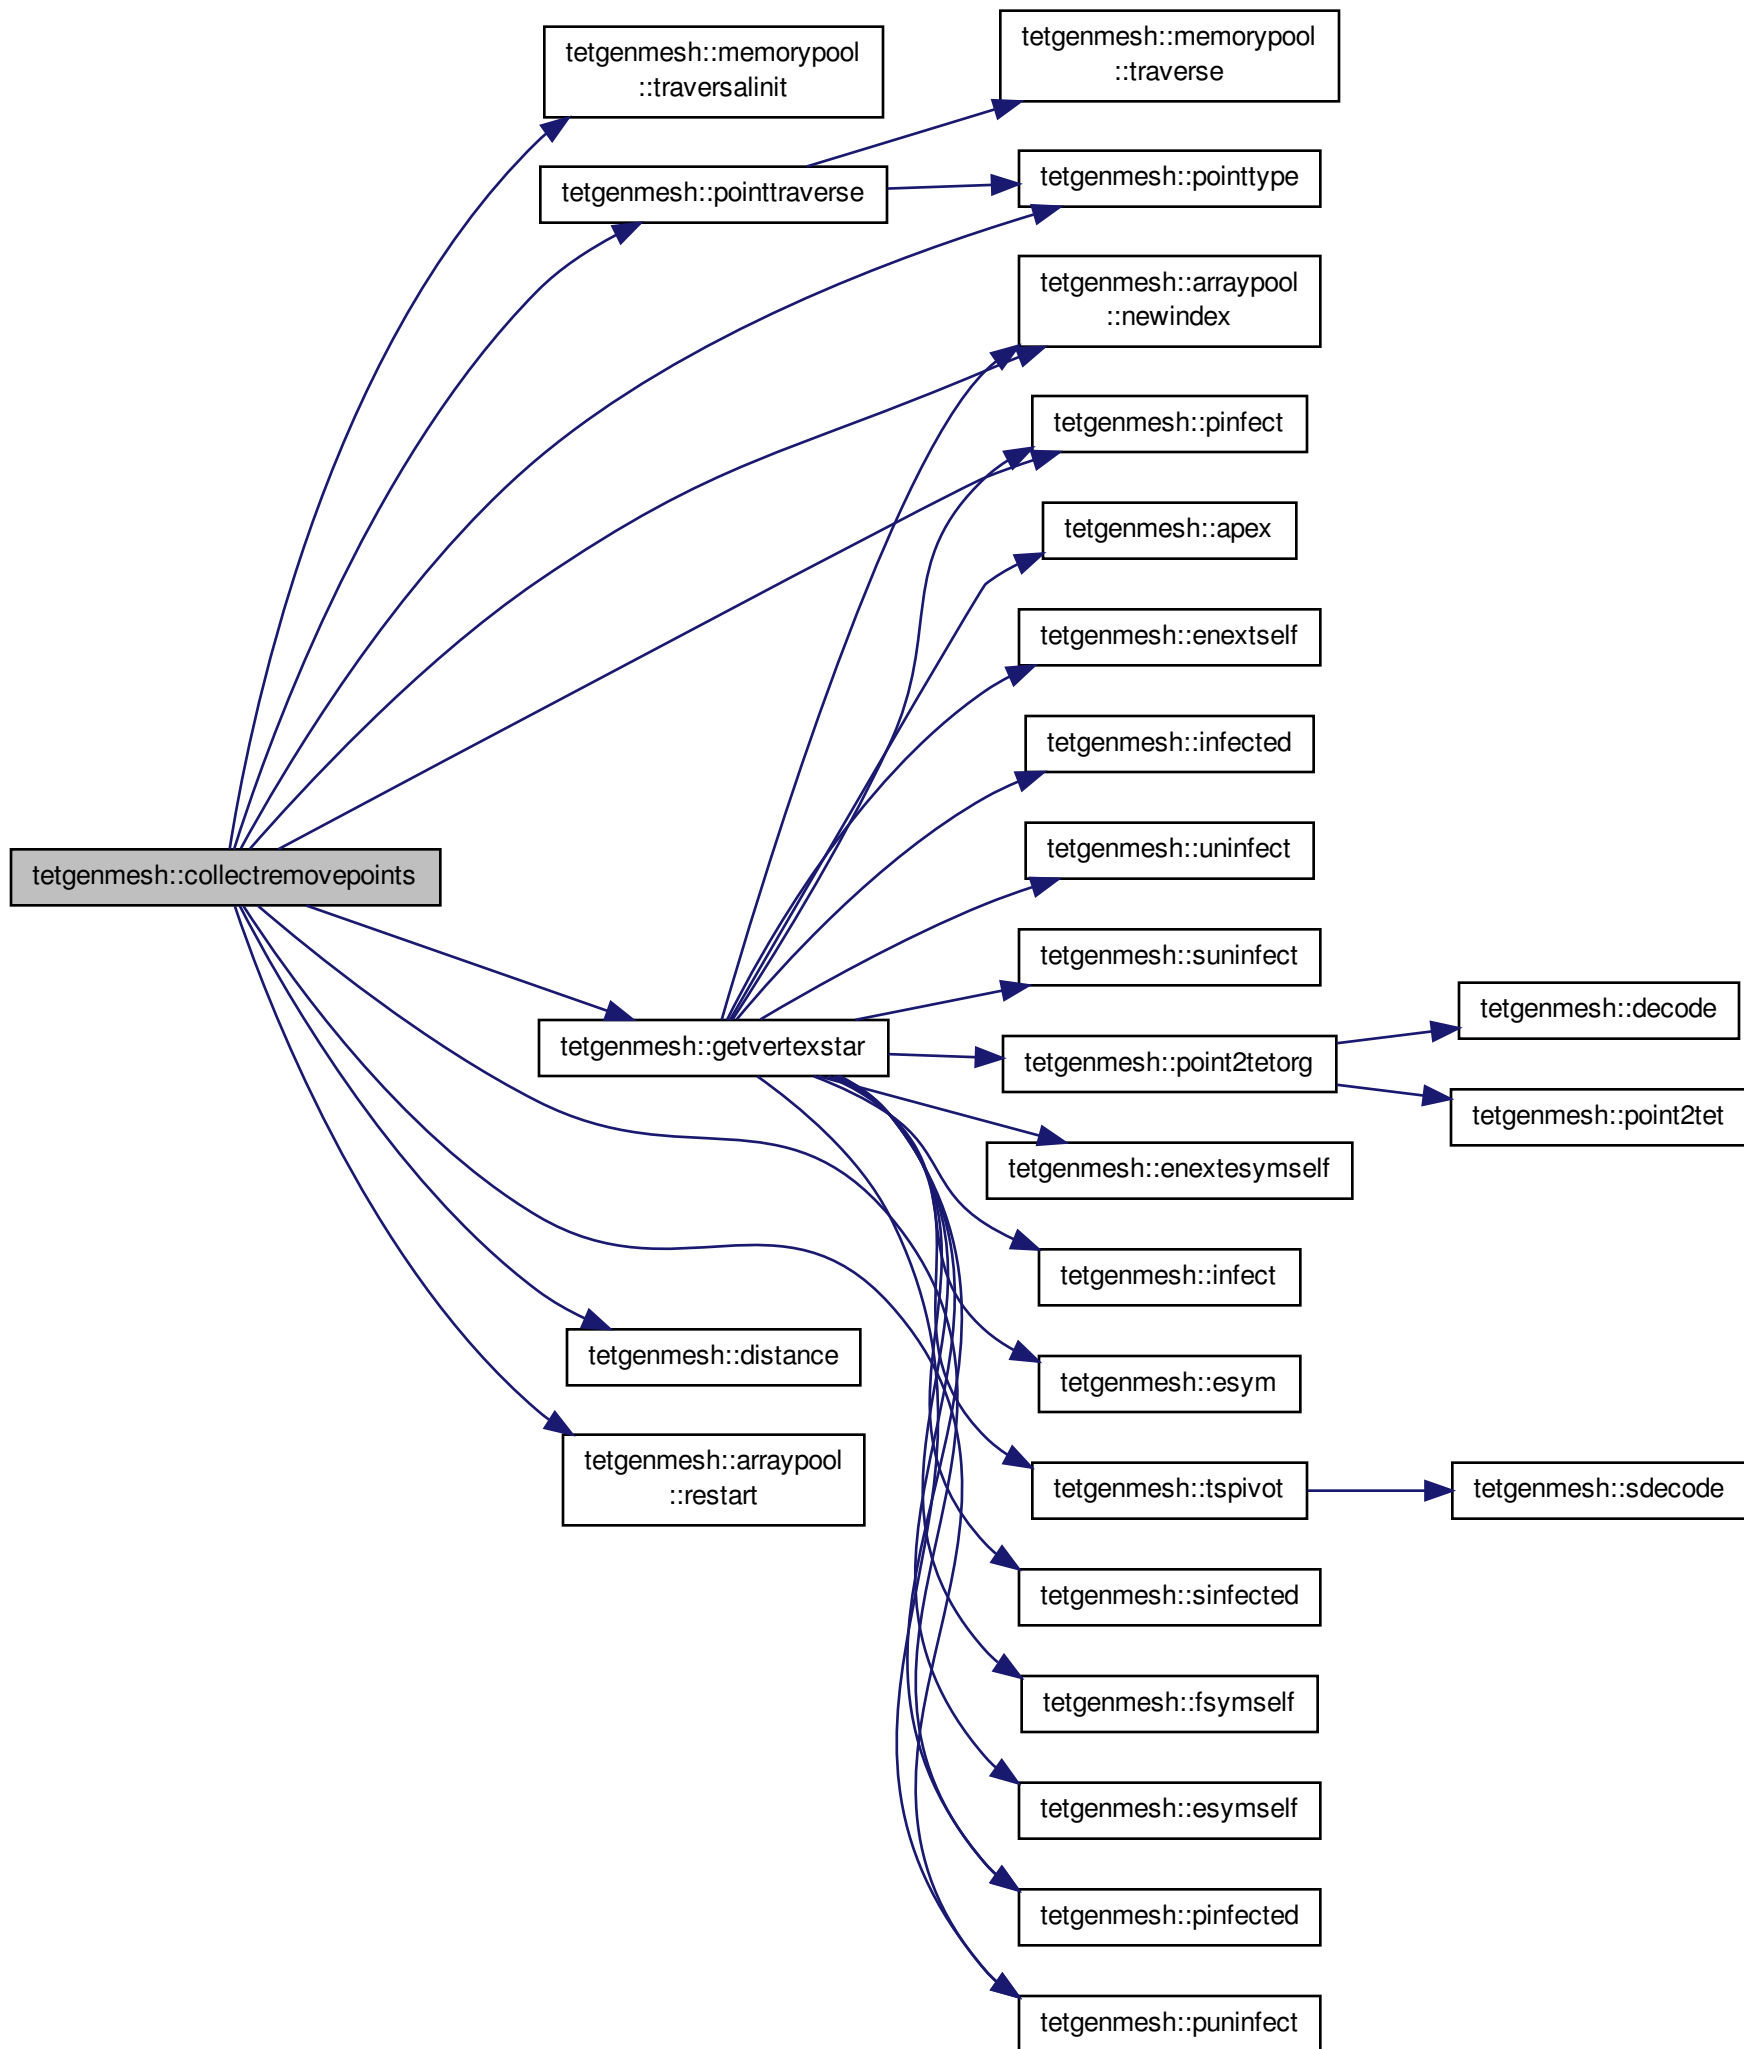 tetgenmesh::memorypool
::traverse
tetgenmesh::memorypool
::traversalinit
tetgenmesh::pointtraverse
tetgenmesh::pointtype
tetgenmesh::arraypool
::newindex
tetgenmesh::pinfect
tetgenmesh::apex
tetgenmesh::enextself
tetgenmesh::infected
tetgenmesh::uninfect
tetgenmesh::collectremovepoints
tetgenmesh::suninfect
tetgenmesh::decode
tetgenmesh::getvertexstar
tetgenmesh::point2tetorg
tetgenmesh::point2tet
tetgenmesh::enextesymself
tetgenmesh::infect
tetgenmesh::distance
tetgenmesh::esym
tetgenmesh::arraypool
::restart
tetgenmesh::tspivot
tetgenmesh::sdecode
tetgenmesh::sinfected
tetgenmesh::fsymself
tetgenmesh::esymself
tetgenmesh::pinfected
tetgenmesh::puninfect